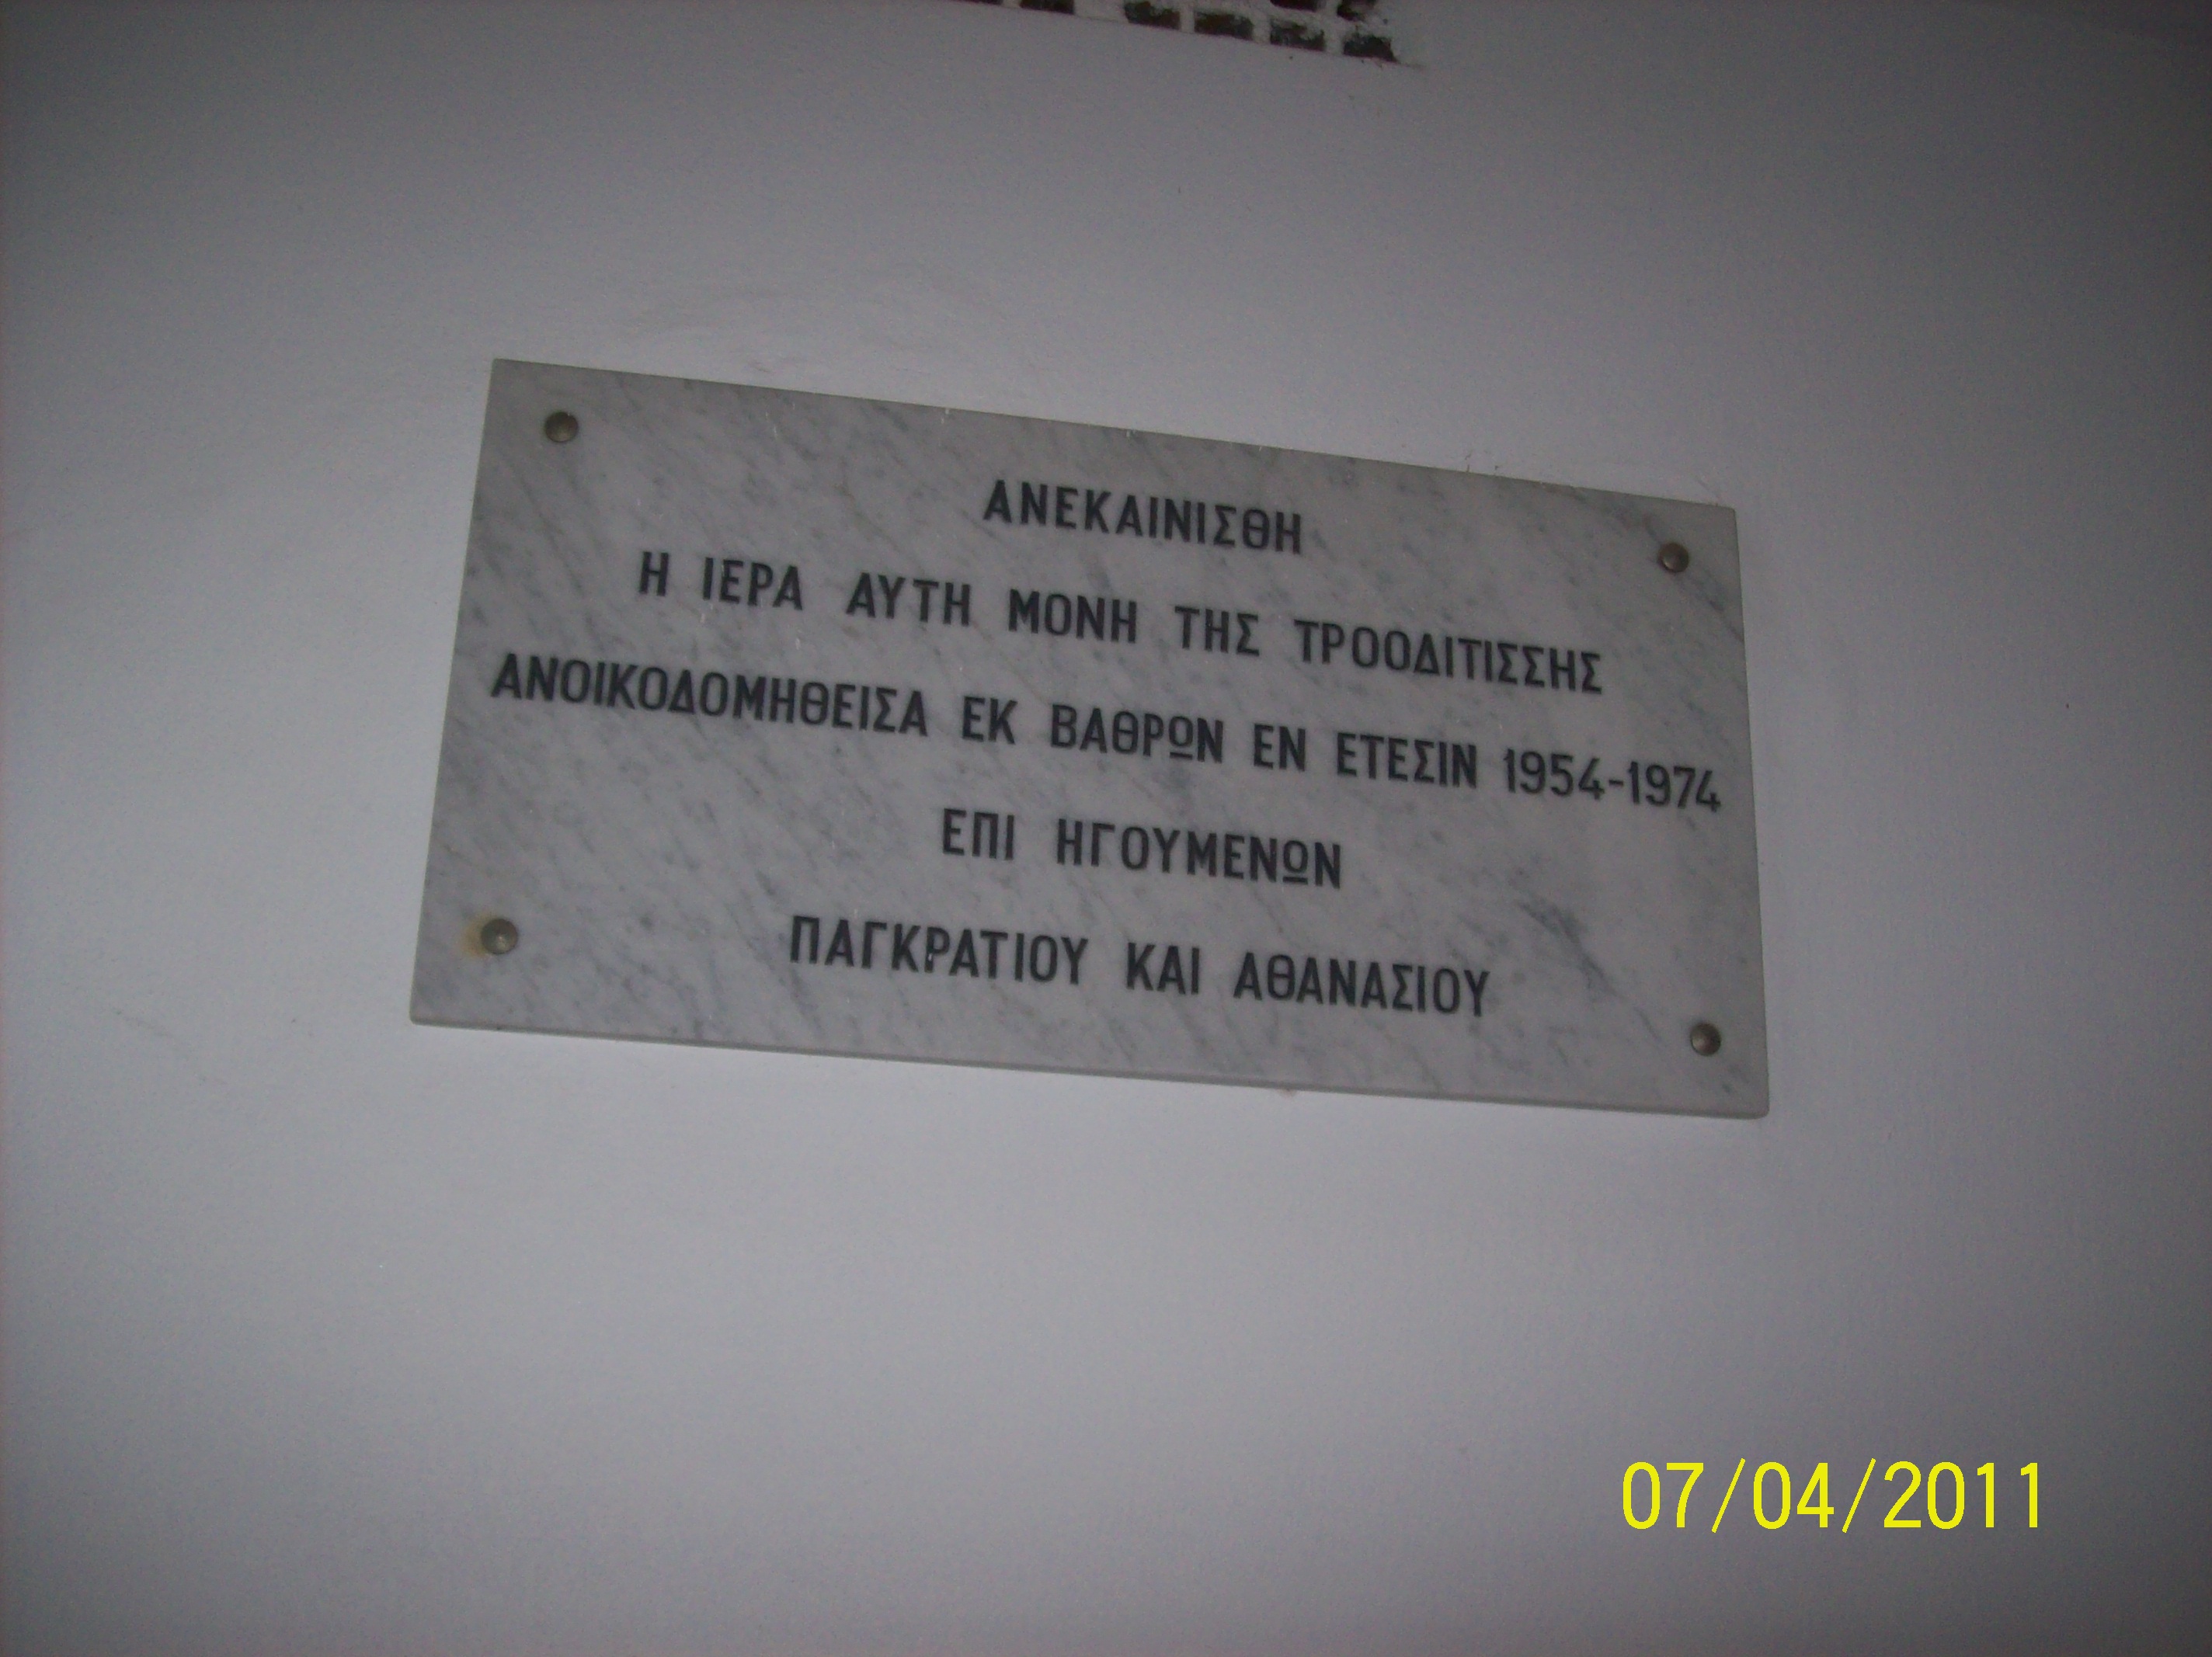 ΑΝΕΚΑΙΝΙΣΘΗ
Η ΙΕΡΑ ΑΥΤΗ ΜΟΝΗ ΤΗΣ ΤΡΟΟΔΙΤΙΣΣΗΣ
ΑΝΟΙΚΟΔΟΜΗΘΕΙΣΑ ΕΚ ΒΑΘΡΩΝ ΕΝ ΕΤΕΣΙΝ 1954-1974
ΕΠΙ ΗΓΟΥΜΕΝΩΝ
ΠΑΓΚΡΑΤΙΟΥ ΚΑΙ ΑΘΑΝΑΣΙΟΥ
07/04/2011